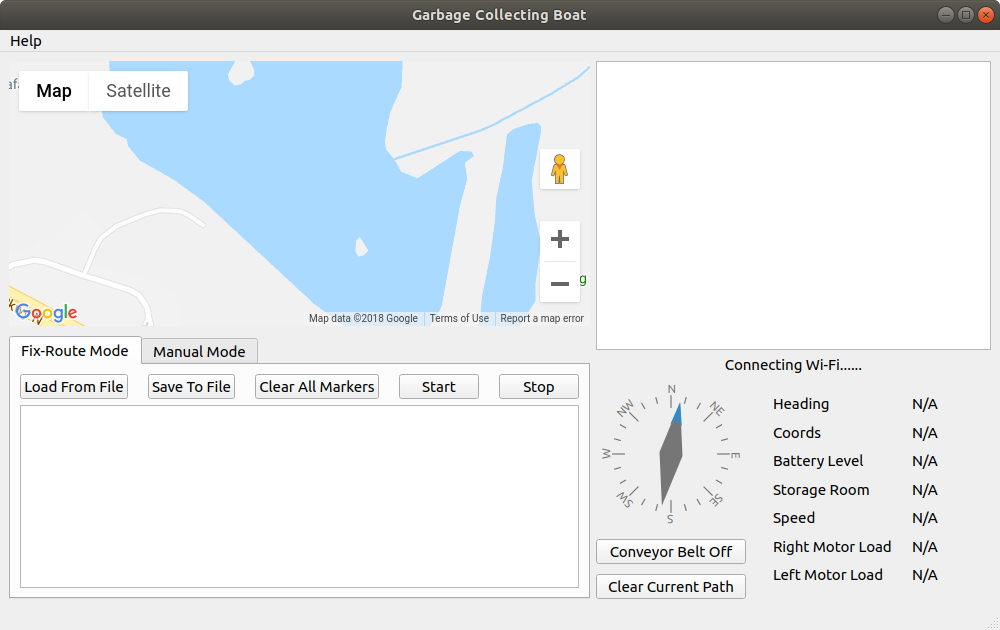 Garbage Collecting Boat
Help
Map Satellite
Google
Map data ©2018 Google Terms of Use Report a map error
Fix-Route Mode Manual Mode
Load From File Save To File Clear All Markers Start Stop
Connecting Wi-Fi......
N
NW NE
W E
SW SE
S
Heading N/A
Coords N/A
Battery Level N/A
Storage Room N/A
Speed N/A
Right Motor Load N/A
Left Motor Load N/A
Conveyor Belt Off
Clear Current Path